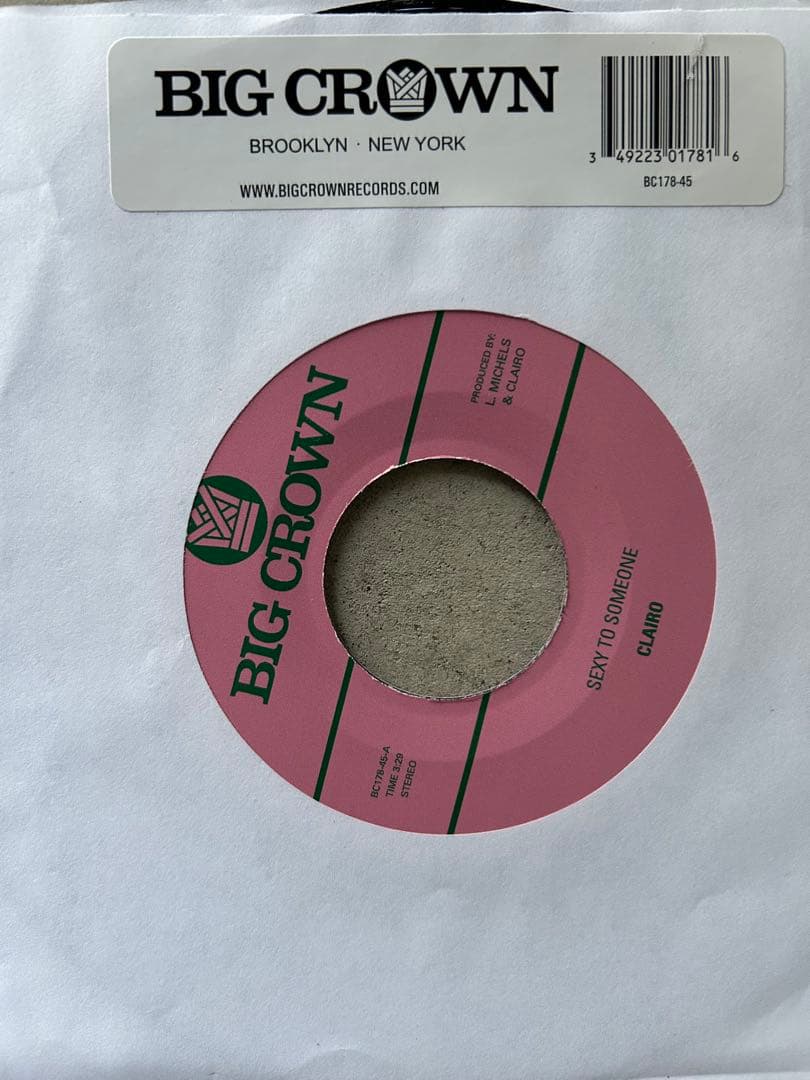 BIG CROWN
BROOKLYN · NEW YORK
WWW.BIGCROWNRECORDS.COM
3 49223 01781 6
BC178-45
BIG CROWN
PRODUCED BY:
L. MICHELS
& CLAIRO
BC178-45-A
TIME 3:29
STEREO
SEXY TO SOMEONE
CLAIRO